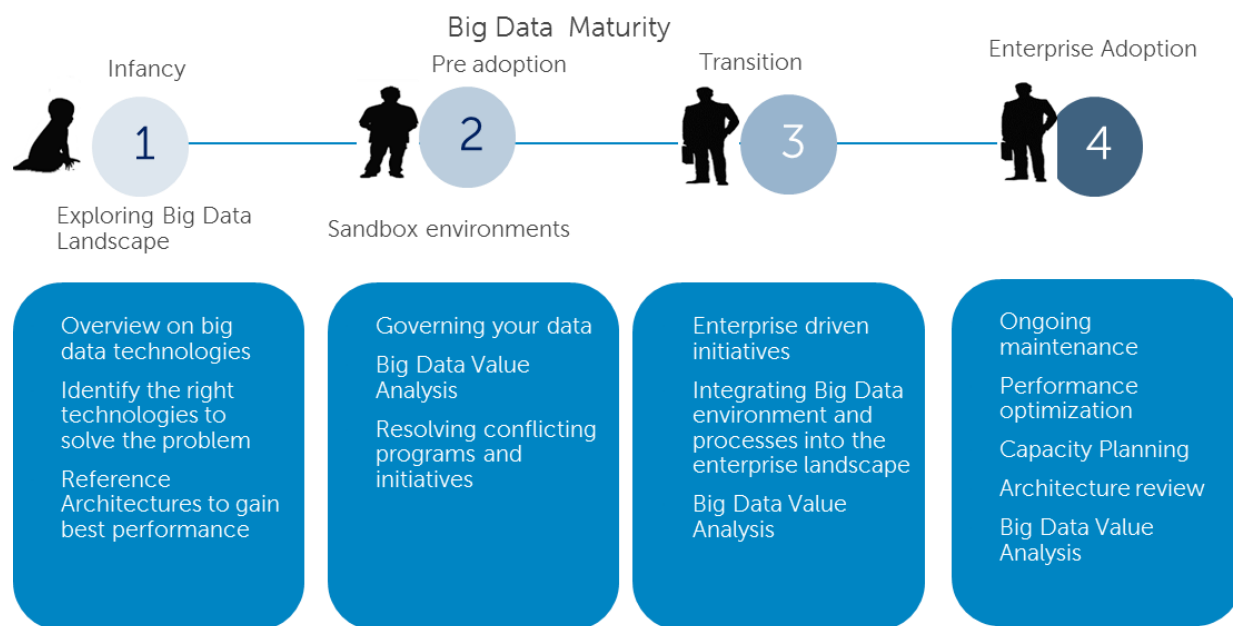 Big Data Maturity
Infancy
Pre adoption
Transition
Enterprise Adoption
1
2
3
4
Exploring Big Data
Landscape
Sandbox environments
Overview on big
data technologies
Identify the right
technologies to
solve the problem
Reference
Architectures to gain
best performance
Governing your data
Big Data Value
Analysis
Resolving conflicting
programs and
initiatives
Enterprise driven
initiatives
Integrating Big Data
environment and
processes into the
enterprise landscape
Big Data Value
Analysis
Ongoing
maintenance
Performance
optimization
Capacity Planning
Architecture review
Big Data Value
Analysis